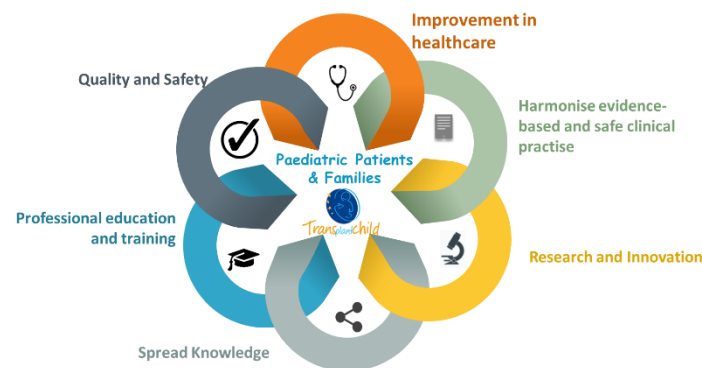 Improvement in
healthcare
Quality and Safety
Harmonise evidence-
based and safe clinical
practise
Paediatric Patients
& Families
Transplantchild
Professional education
and training
Research and Innovation
Spread Knowledge